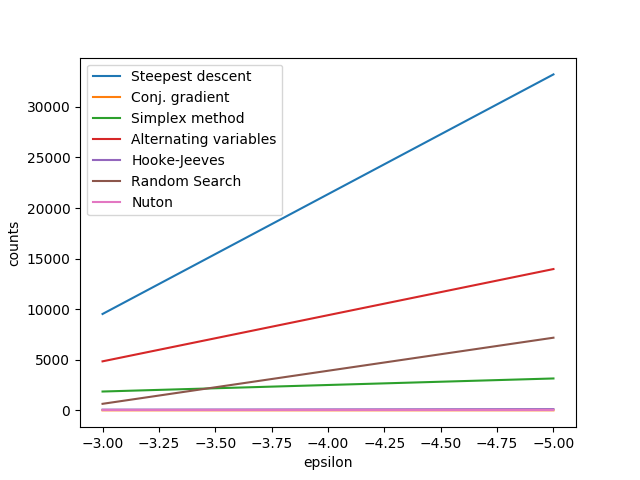 Steepest descent
Conj. gradient
Simplex method
Alternating variables
Hooke-Jeeves
Random Search
Nuton
30000
25000
20000
15000
10000
5000
0
counts
−3.00 −3.25 −3.50 −3.75 −4.00 −4.25 −4.50 −4.75 −5.00
epsilon